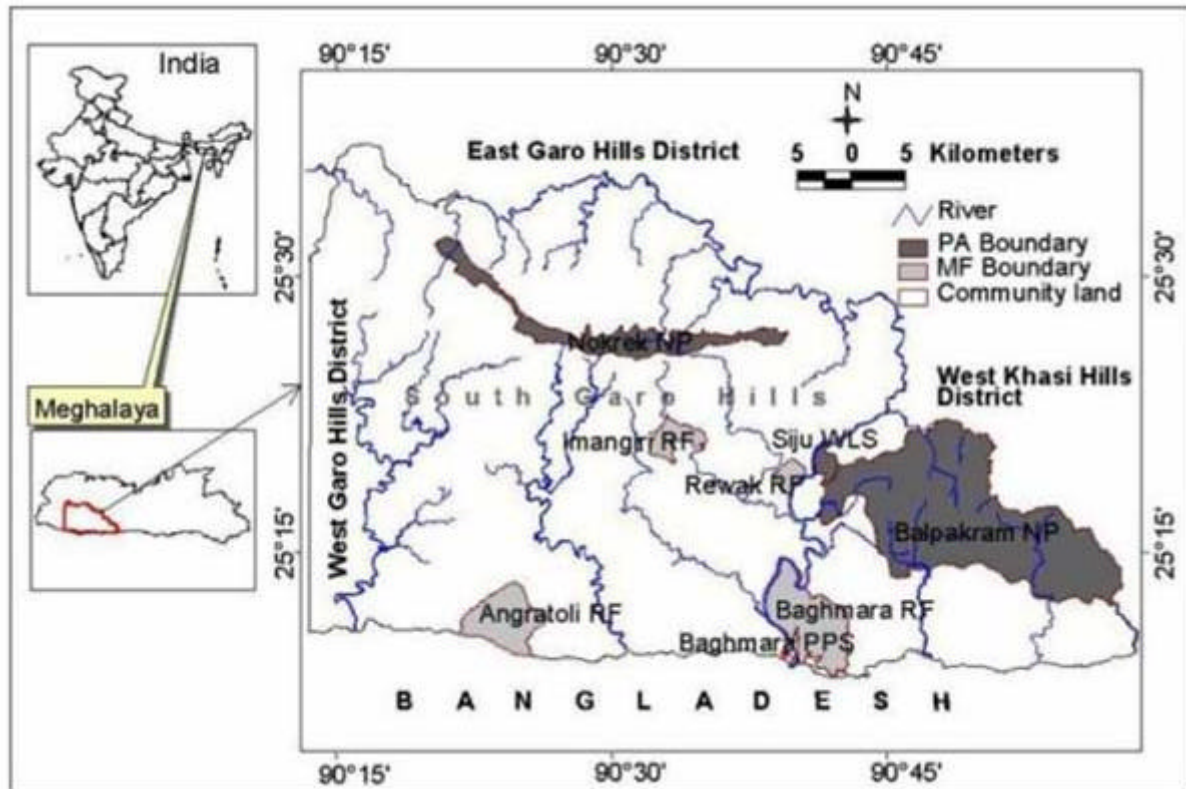 India
Meghalaya
90°15' 90°30' 90°45'
N
East Garo Hills District
5 0 5 Kilometers
River
PA Boundary
MF Boundary
Community land
25°30' 25°30'
West Garo Hills District
Nokrek NP
West Khasi Hills
District
South Garo Hills
Imangiri RF
Siju WLS
Rewak RF
Balpakram NP
25°15' 25°15'
Angratoli RF
Baghmara RF
Baghmara PPS
BANGLADESH
90°15' 90°30' 90°45'